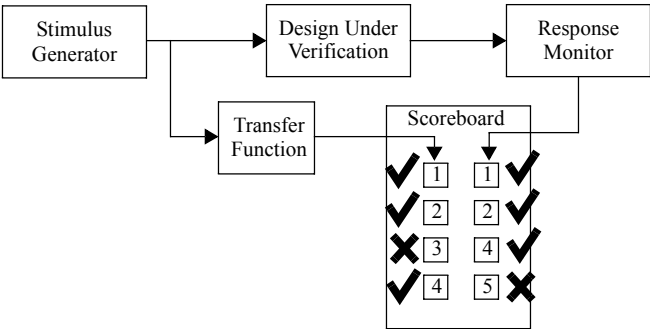 Stimulus
Generator
Design Under
Verification
Response
Monitor
Transfer
Function
Scoreboard
1 1
2 2
3 4
4 5